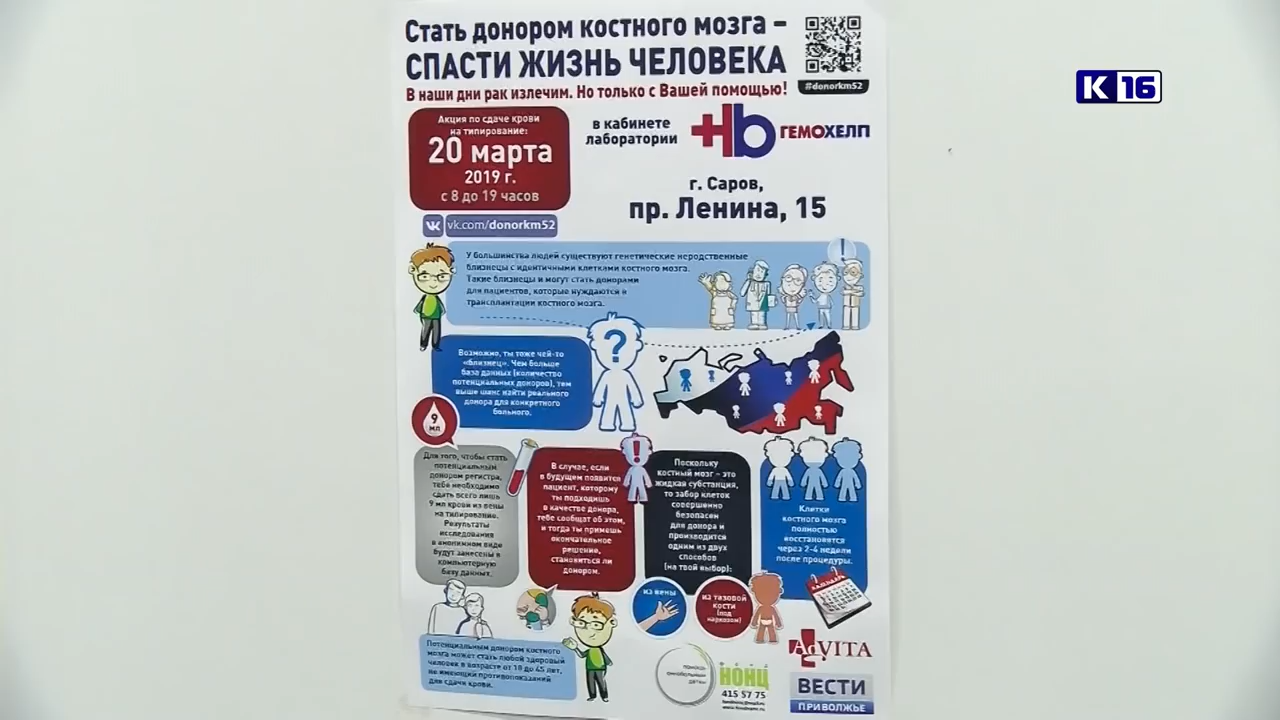 Стать донором костного мозга –
СПАСТИ ЖИЗНЬ ЧЕЛОВЕКА
В наши дни рак излечим. Но только с Вашей помощью!
#donorkm52
К 16
Акция по сдаче крови
на типирование:
20 марта
2019 г.
с 8 до 19 часов
в кабинете
лаборатории
Hb ГЕМОХЕЛП
г. Саров,
пр. Ленина, 15
vk.com/donorkm52
У большинства людей существуют генетические неродственные
близнецы с идентичными клетками костного мозга.
Такие близнецы и могут стать донорами
для пациентов, которые нуждаются в
трансплантации костного мозга.
!
?
Возможно, ты тоже чей-то
«близнец». Чем больше
база данных (количество
потенциальных доноров), тем
выше шанс найти реального
донора для конкретного
больного.
9
мл
Для того, чтобы стать
потенциальным
донором регистра,
тебе необходимо
сдать всего лишь
9 мл крови из вены
на типирование.
Результаты
исследования
в анонимном виде
будут занесены в
компьютерную
базу данных.
!
В случае, если
в будущем появится
пациент, которому
ты подходишь
в качестве донора,
тебе сообщат об этом,
и тогда ты примешь
окончательное
решение,
становиться ли
донором.
Поскольку
костный мозг – это
жидкая субстанция,
то забор клеток
совершенно
безопасен
для донора и
производится
одним из двух
способов
(на твой выбор):
Клетки
костного мозга
полностью
восстановятся
через 2-4 недели
после процедуры.
из вены
из тазовой
кости
(под
наркозом)
Потенциальным донором костного
мозга может стать любой здоровый
человек в возрасте от 18 до 45 лет,
не имеющий противопоказаний
для сдачи крови.
помощь
онкобольным
детям
НОНЦ
415 57 75
AdVITA
ВЕСТИ
ПРИВОЛЖЬЕ